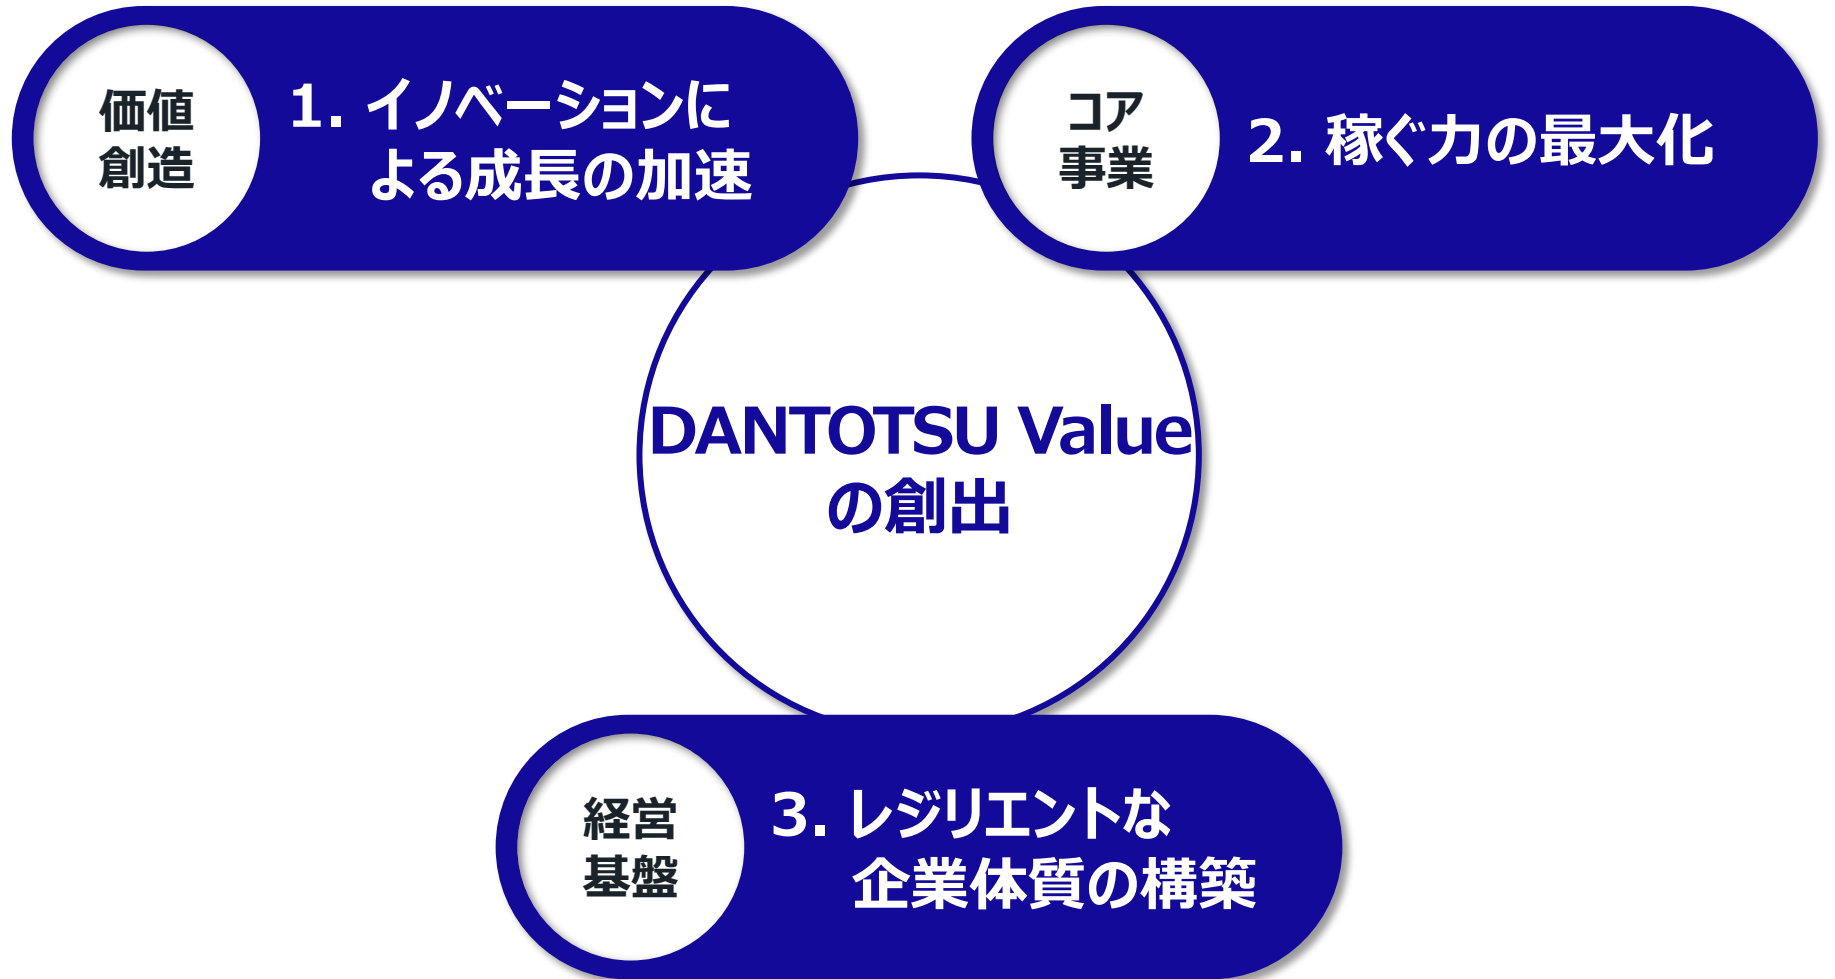 価値
創造
1. イノベーションに
よる成長の加速
コア
事業
2. 稼ぐ力の最大化
DANTOTSU Value
の創出
経営
基盤
3. レジリエントな
企業体質の構築